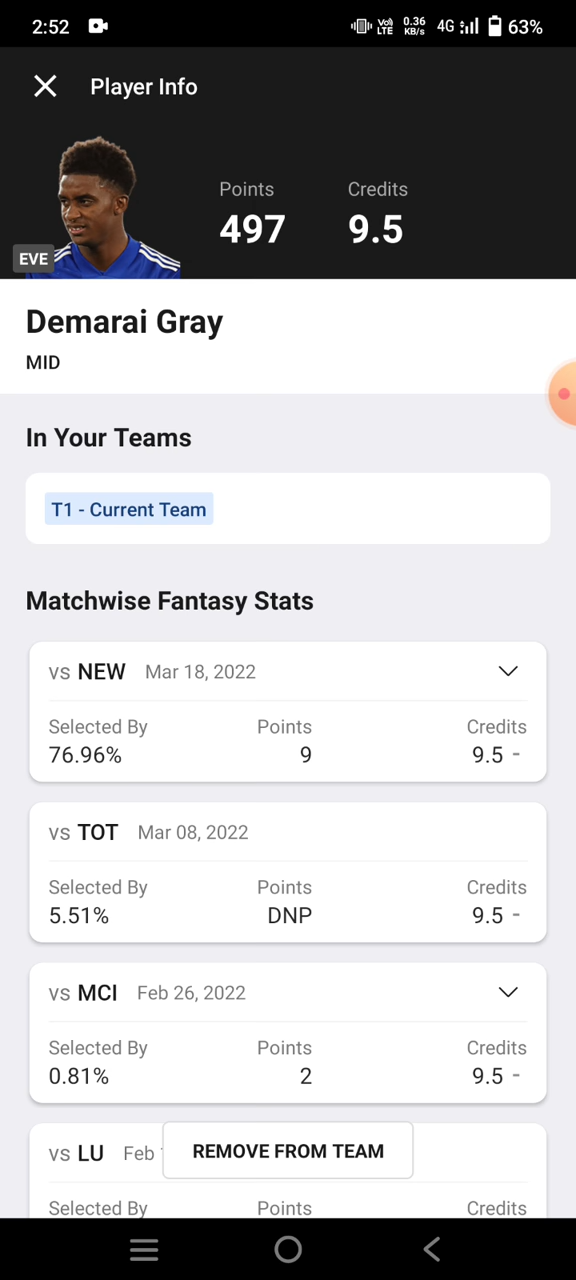 2:52 Vo) LTE 0.36 KB/s 4G 63%
Player Info
Points Credits
497 9.5
EVE
Demarai Gray
MID
In Your Teams
T1 - Current Team
Matchwise Fantasy Stats
vs NEW Mar 18, 2022
Selected By Points Credits
76.96% 9 9.5 -
vs TOT Mar 08, 2022
Selected By Points Credits
5.51% DNP 9.5 -
vs MCI Feb 26, 2022
Selected By Points Credits
0.81% 2 9.5 -
vs LU Feb
REMOVE FROM TEAM
Selected By Points Credits